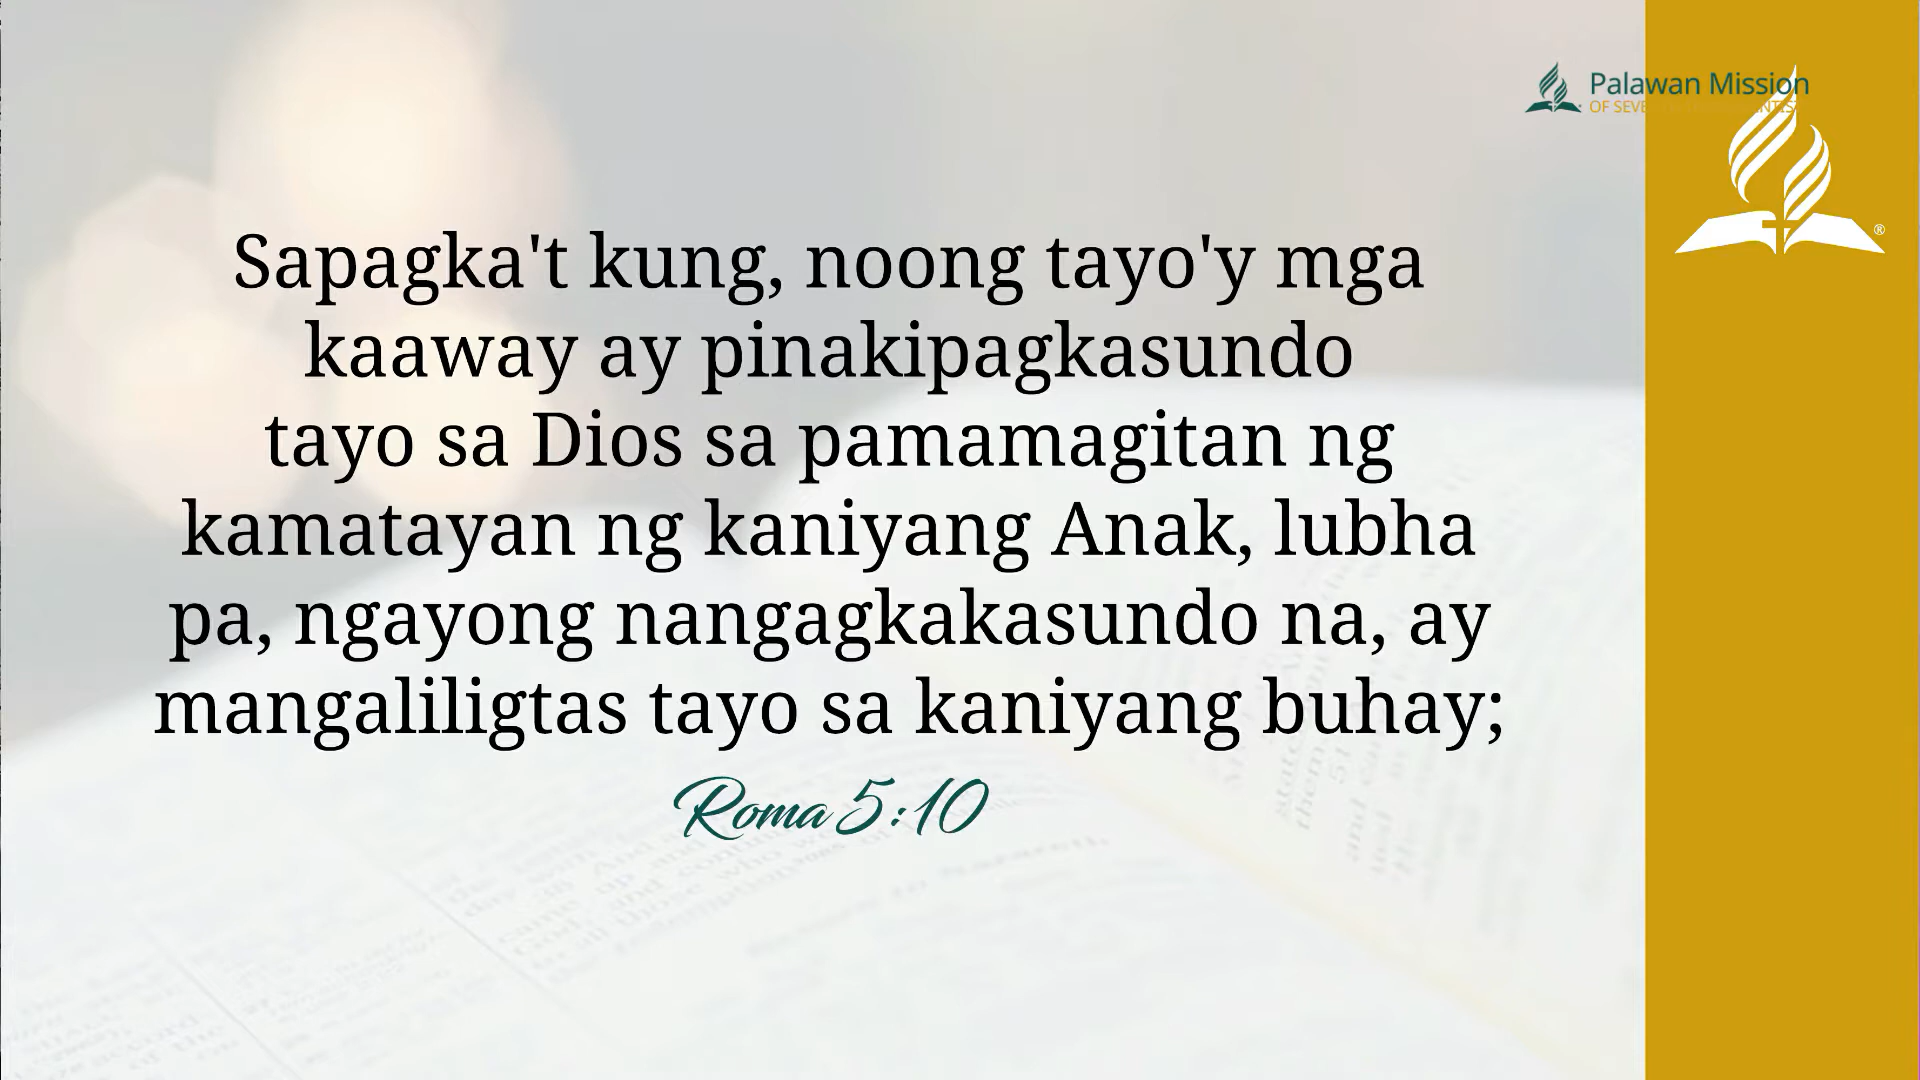 Palawan Mission
Sapagka't kung, noong tayo'y mga
kaaway ay pinakipagkasundo
tayo sa Dios sa pamamagitan ng
kamatayan ng kaniyang Anak, lubha
pa, ngayong nangagkakasundo na, ay
mangaliligtas tayo sa kaniyang buhay;
Roma 5:10